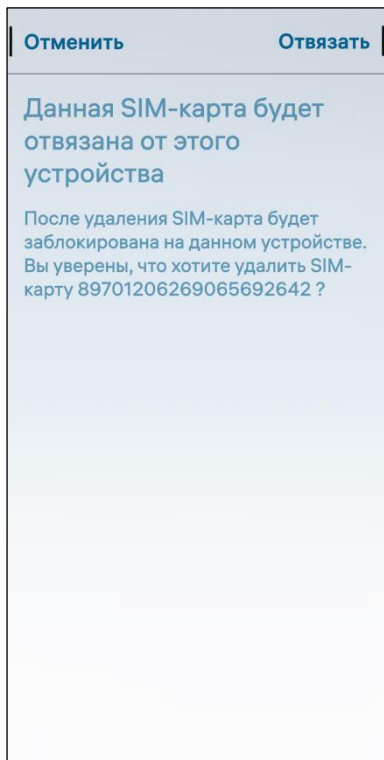 Отменить Отвязать
Данная SIM-карта будет
отвязана от этого
устройства
После удаления SIM-карта будет
заблокирована на данном устройстве.
Вы уверены, что хотите удалить SIM-
карту 89701206269065692642 ?